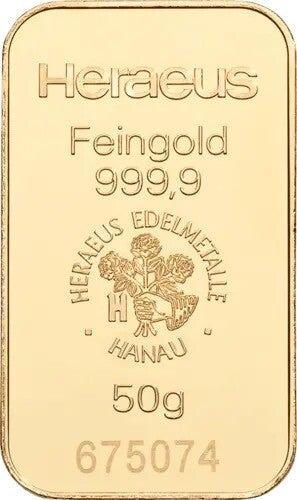 Heraeus
Feingold
999,9
HERAEUS EDELMETALLE
H
· HANAU ·
50g
675074